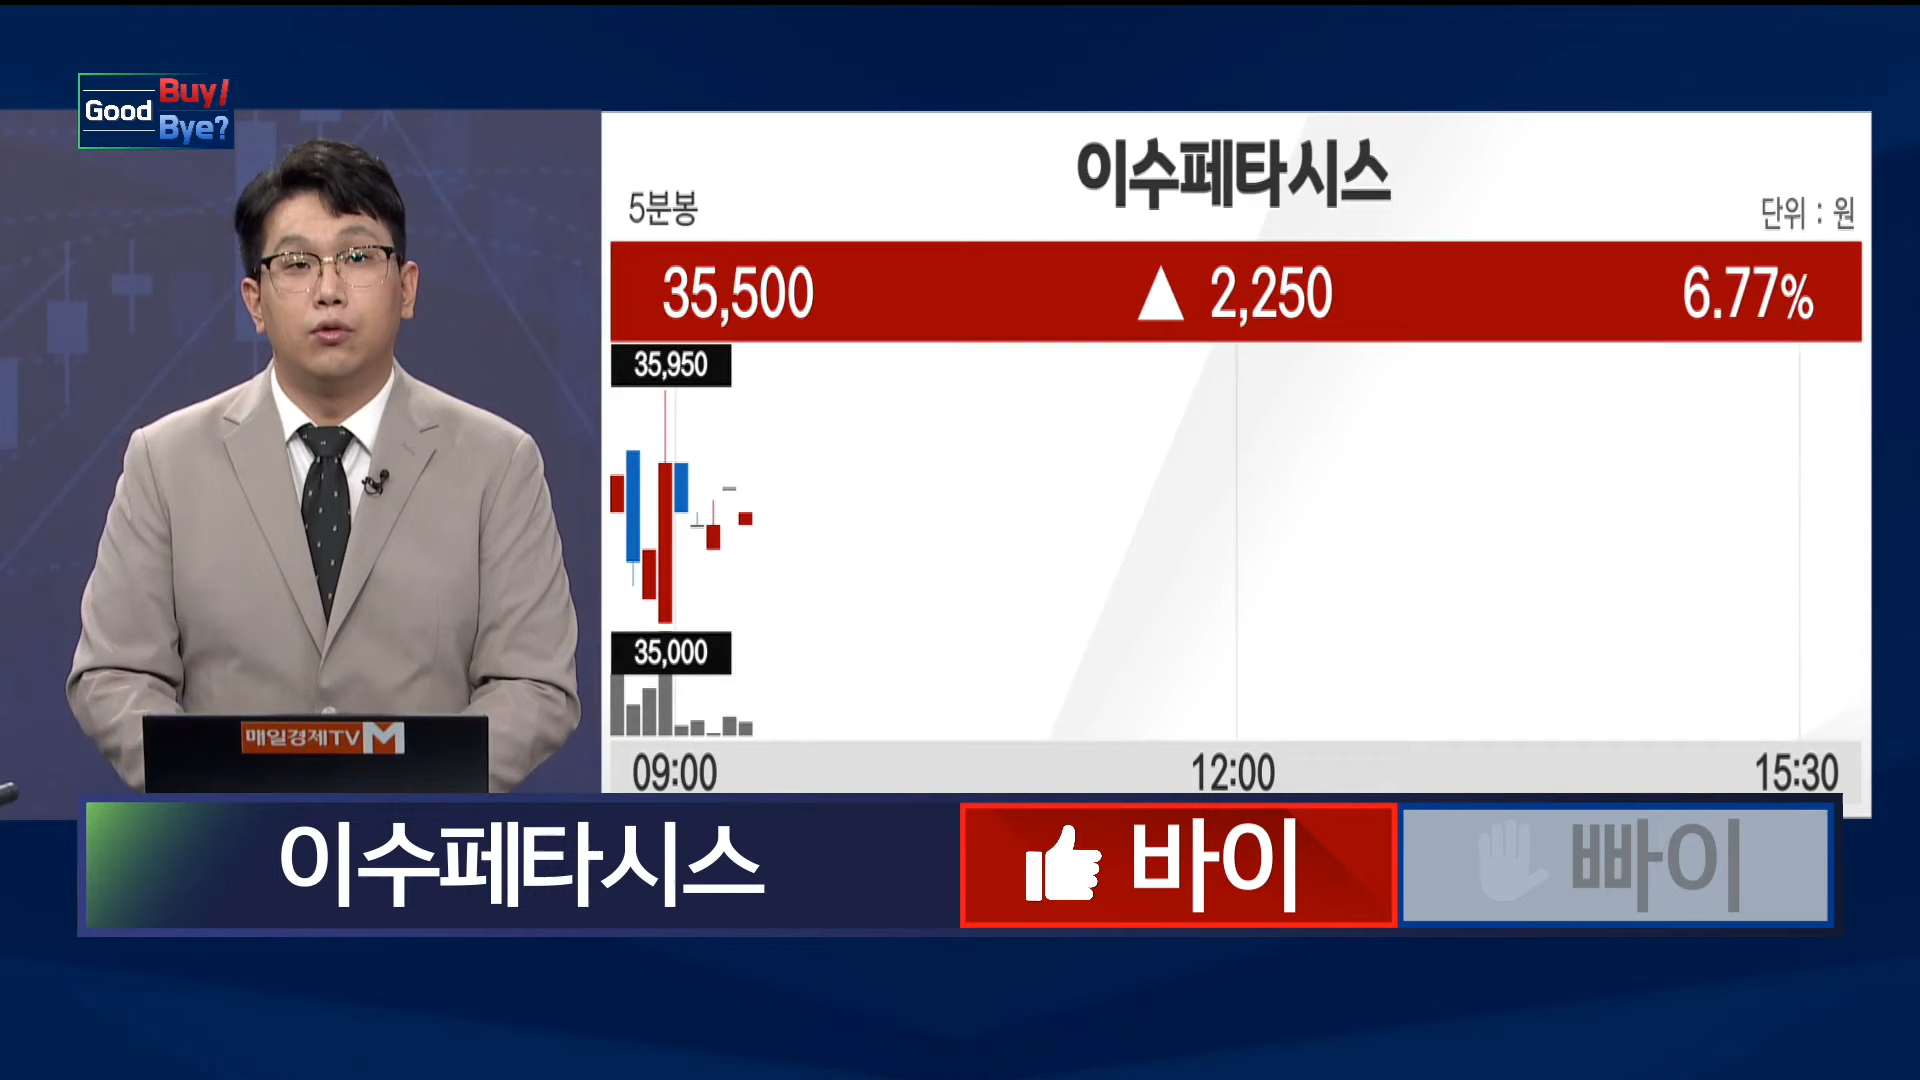 Good Buy!
Bye?
이수페타시스
5분봉
단위 : 원
35,500 ▲ 2,250 6.77%
35,950
35,000
09:00 12:00 15:30
매일경제TV M
이수페타시스 바이 빠이